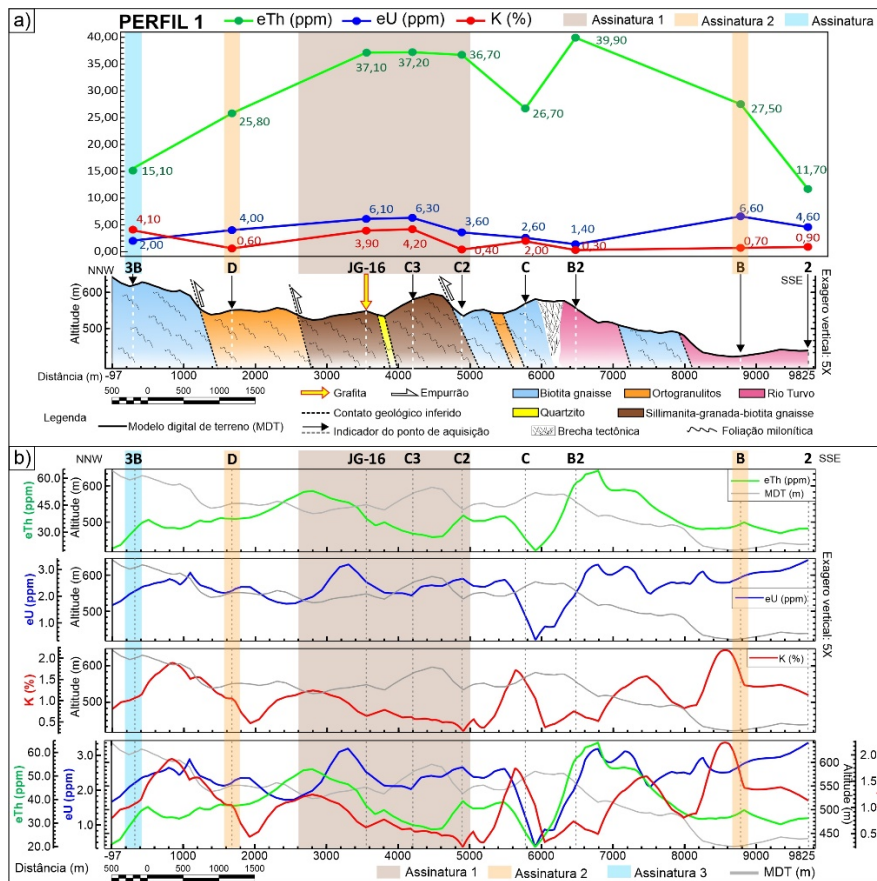 a) PERFIL 1 eTh (ppm) eU (ppm) K (%) Assinatura 1 Assinatura 2 Assinatura
40,00
35,00
30,00
25,00
20,00
15,00
10,00
5,00
0,00
15,10 25,80 37,10 37,20 36,70 26,70 39,90 27,50 11,70
2,00 4,00 6,10 6,30 3,60 2,60 1,40 6,60 4,60
4,10 0,60 3,90 4,20 0,40 2,00 0,30 0,70 0,90
NNW 3B D JG-16 C3 C2 C B2 B 2 SSE
Altitude (m) 600 500
Exagero vertical: 5X
Distância (m) -97 1000 2000 3000 4000 5000 6000 7000 8000 9000 9825
500 0 500 1000 1500
Grafita Empurrão Biotita gnaisse Ortogranulitos Rio Turvo
Legenda Contato geológico inferido Quartzito Sillimanita-granada-biotita gnaisse
Modelo digital de terreno (MDT) Indicador do ponto de aquisição Brecha tectônica Foliação milonítica
b) NNW 3B D JG-16 C3 C2 C B2 B 2 SSE
eTh (ppm) 60.0 45.0 30.0 Altitude (m) 600 500
eTh (ppm)
MDT (m)
Exagero vertical: 5X
eU (ppm) 3.0 2.0 1.0 Altitude (m) 600 500
eU (ppm)
K (%) 2.0 1.5 1.0 0.5 Altitude (m) 600 500
K (%)
eTh (ppm) 60.0 50.0 40.0 30.0 20.0 eU (ppm) 3.0 2.0 1.0
600 550 500 450 Altitude (m) 2.0 1.5 1.0 0.5
Distância (m) -97 1000 2000 3000 4000 5000 6000 7000 8000 9000 9825
500 0 500 1000 1500
Assinatura 1 Assinatura 2 Assinatura 3 MDT (m)